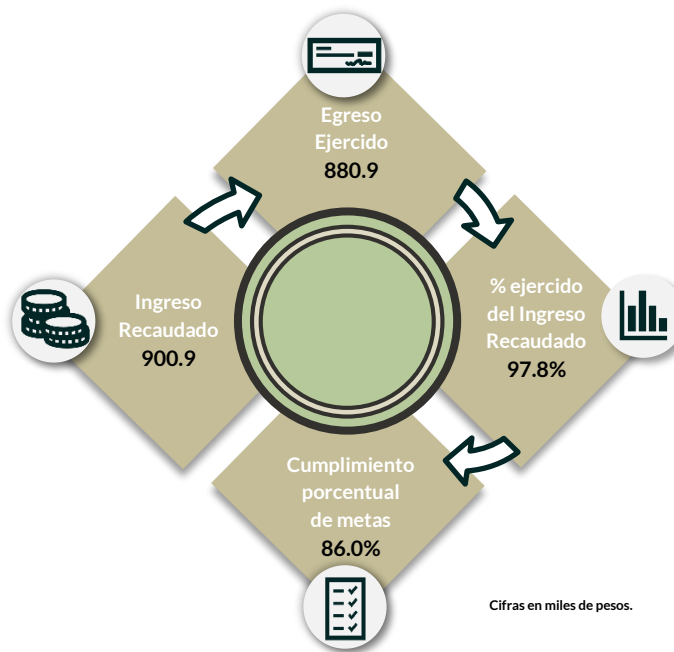 Egreso
Ejercido
880.9
Ingreso
Recaudado
900.9
% ejercido
del Ingreso
Recaudado
97.8%
Cumplimiento
porcentual
de metas
86.0%
Cifras en miles de pesos.